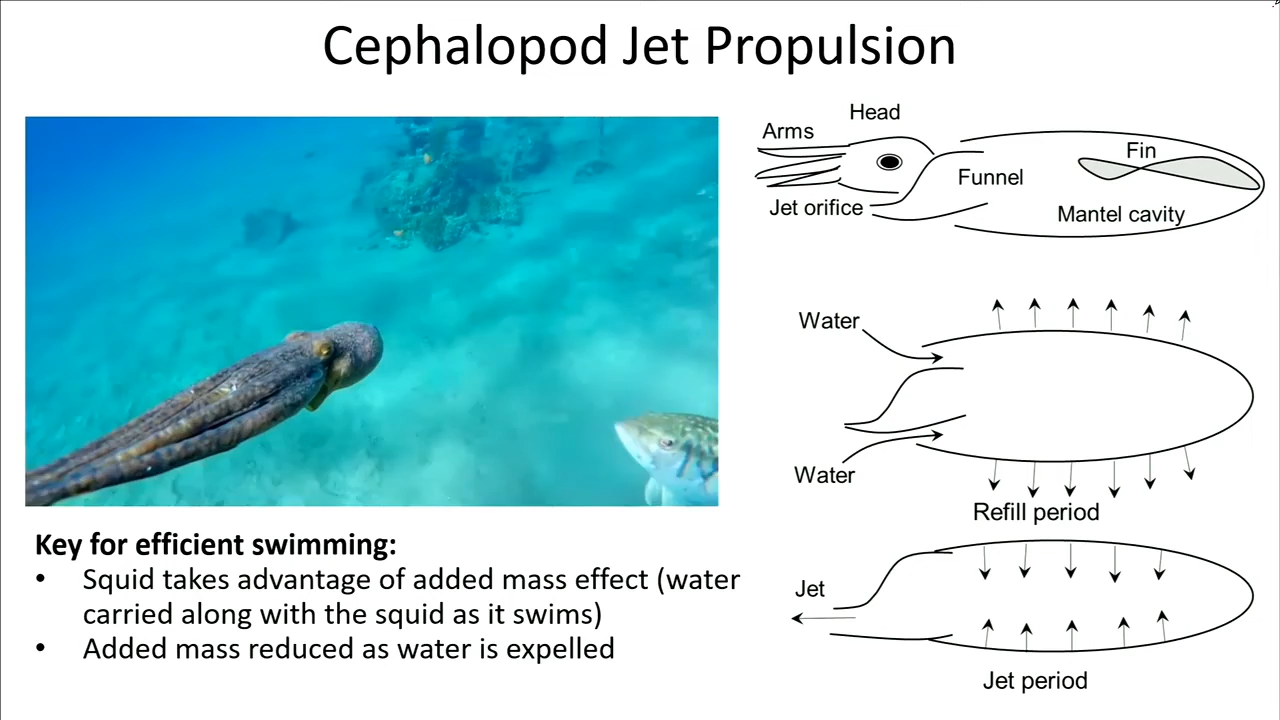 Cephalopod Jet Propulsion
Head
Arms
Fin
Funnel
Jet orifice
Mantel cavity
Water
Water
Refill period
Jet
Jet period
Key for efficient swimming:
• Squid takes advantage of added mass effect (water
carried along with the squid as it swims)
• Added mass reduced as water is expelled